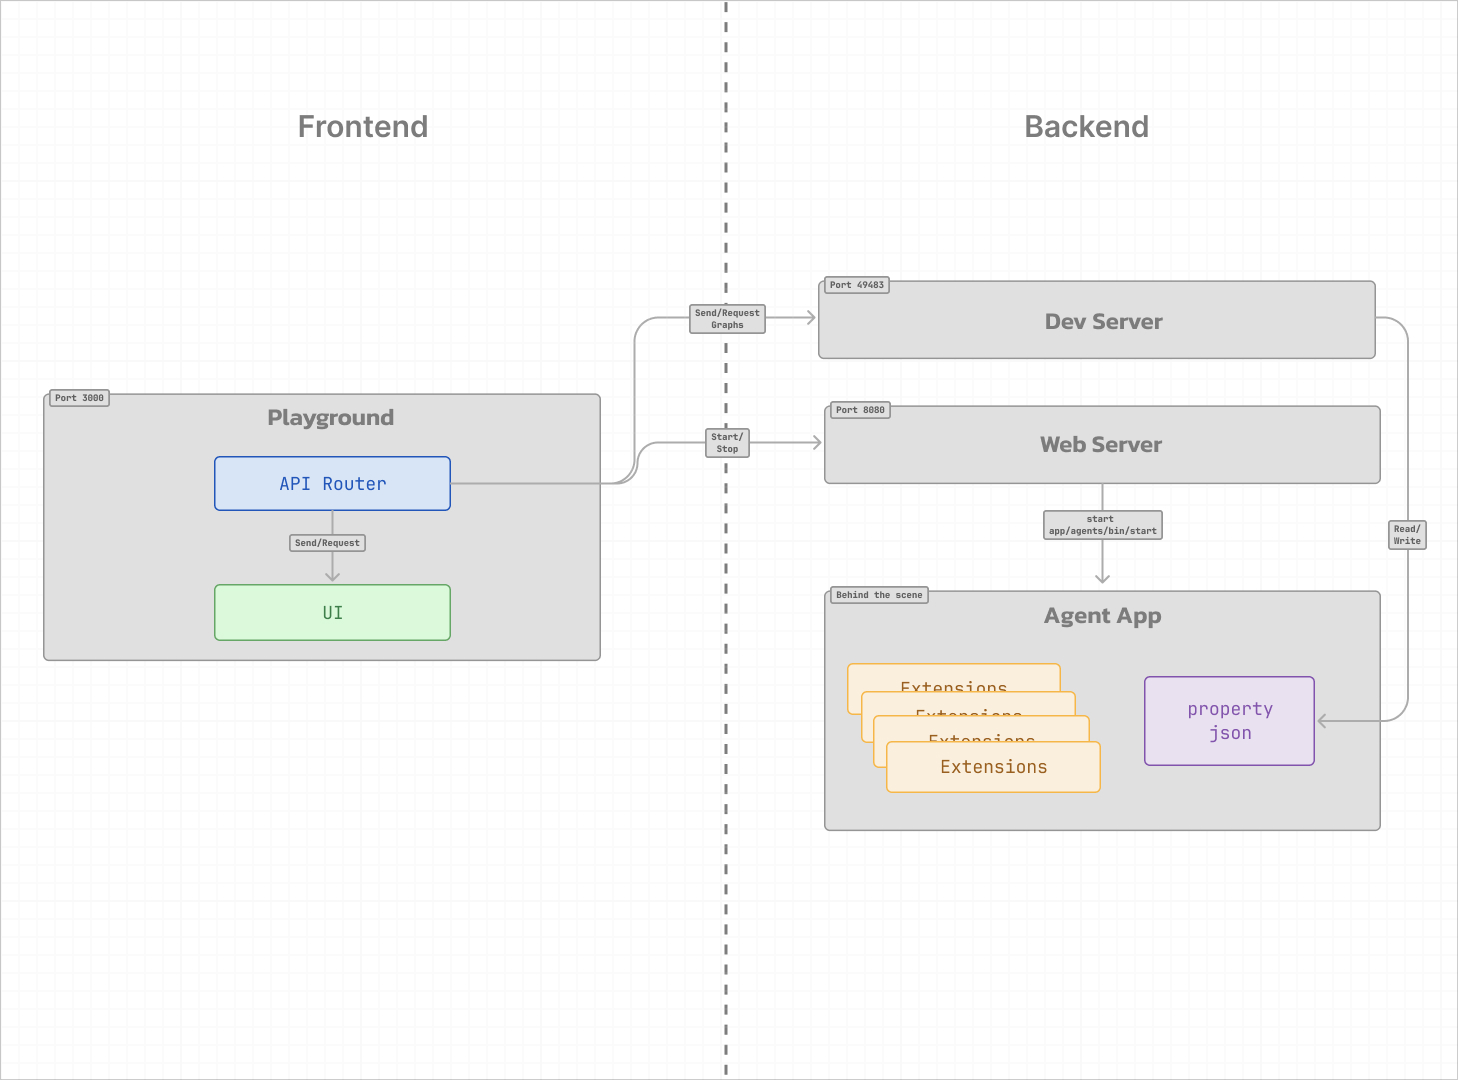 Frontend
Backend
Port 49483
Dev Server
Send/Request
Graphs
Port 3000
Playground
API Router
Send/Request
UI
Port 8080
Web Server
Start/
Stop
start
app/agents/bin/start
Read/
Write
Behind the scene
Agent App
Extensions
Extensions
Extensions
Extensions
property
json